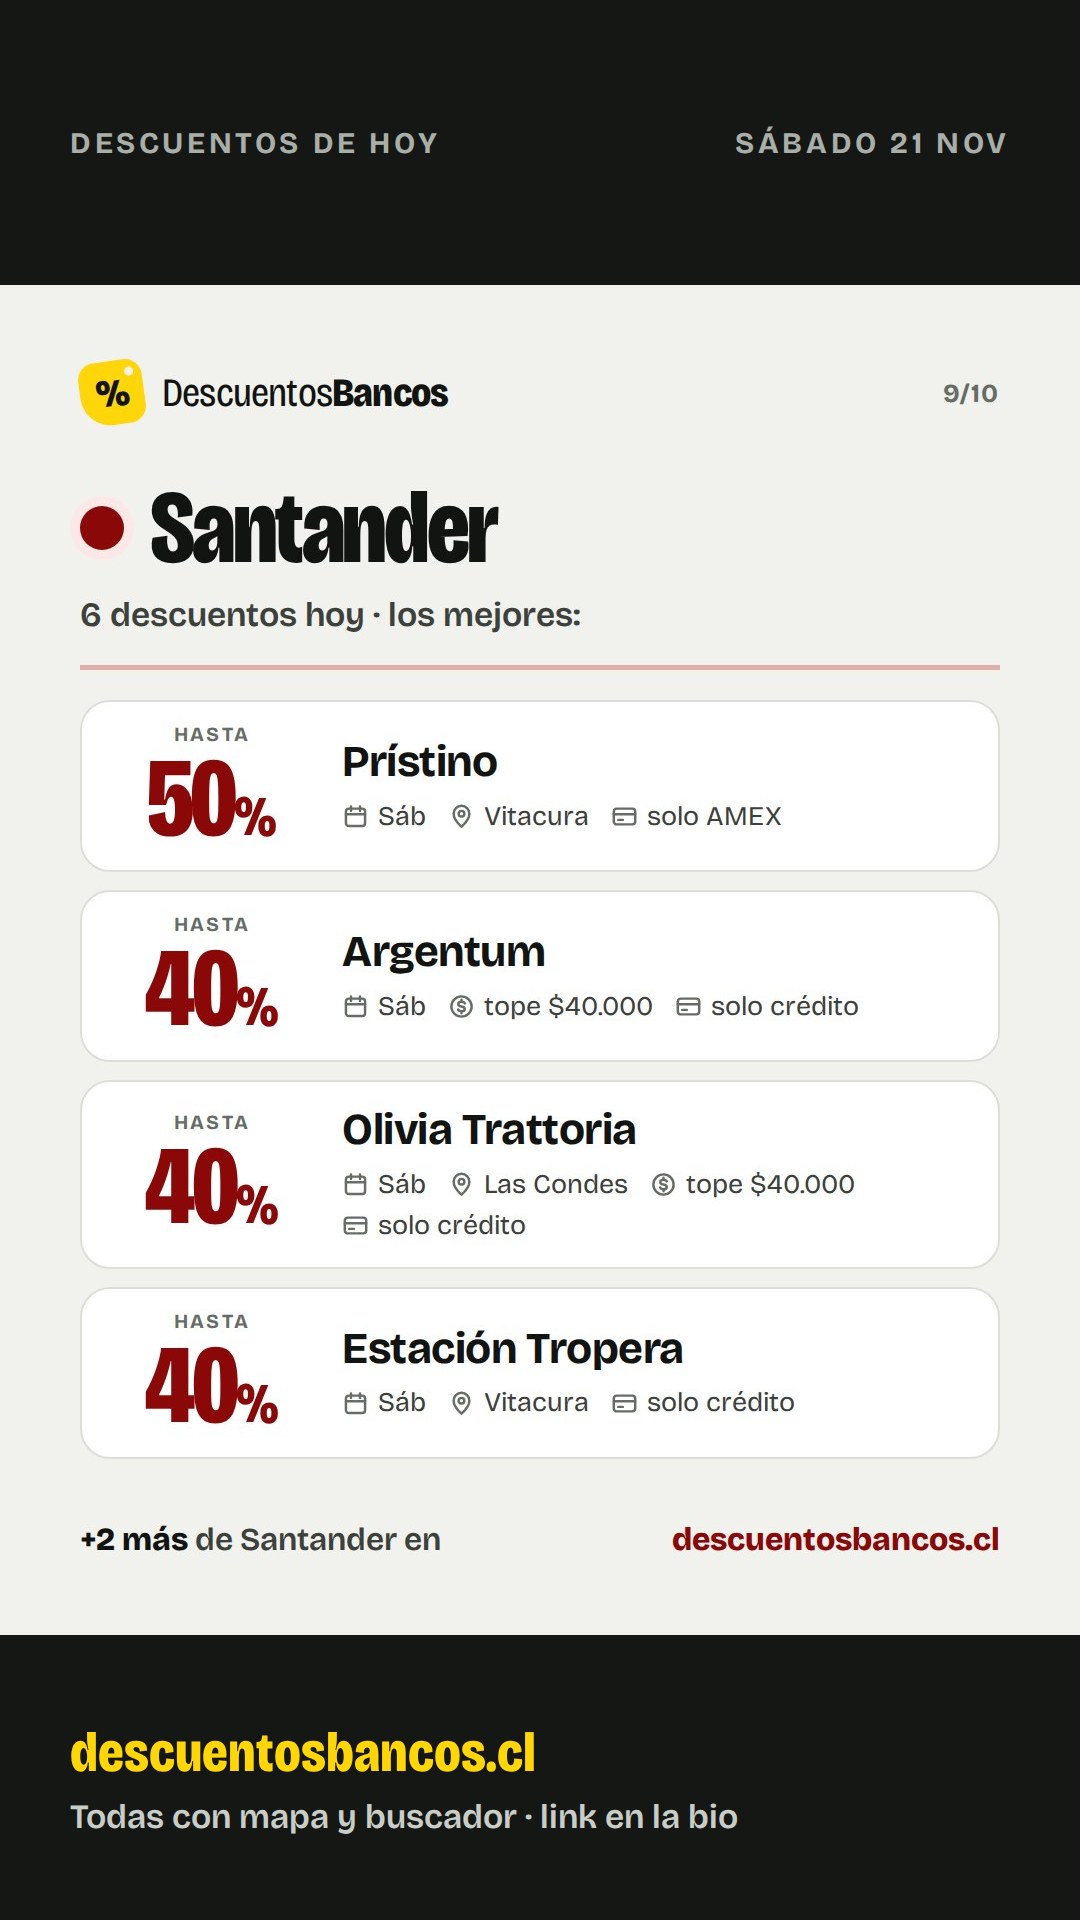 DESCUENTOS DE HOY
SÁBADO 21 NOV
%
DescuentosBancos
9/10
Santander
6 descuentos hoy · los mejores:
HASTA
50%
Prístino
Sáb Vitacura solo AMEX
HASTA
40%
Argentum
Sáb tope $40.000 solo crédito
HASTA
40%
Olivia Trattoria
Sáb Las Condes tope $40.000
solo crédito
HASTA
40%
Estación Tropera
Sáb Vitacura solo crédito
+2 más de Santander en
descuentosbancos.cl
descuentosbancos.cl
Todas con mapa y buscador · link en la bio